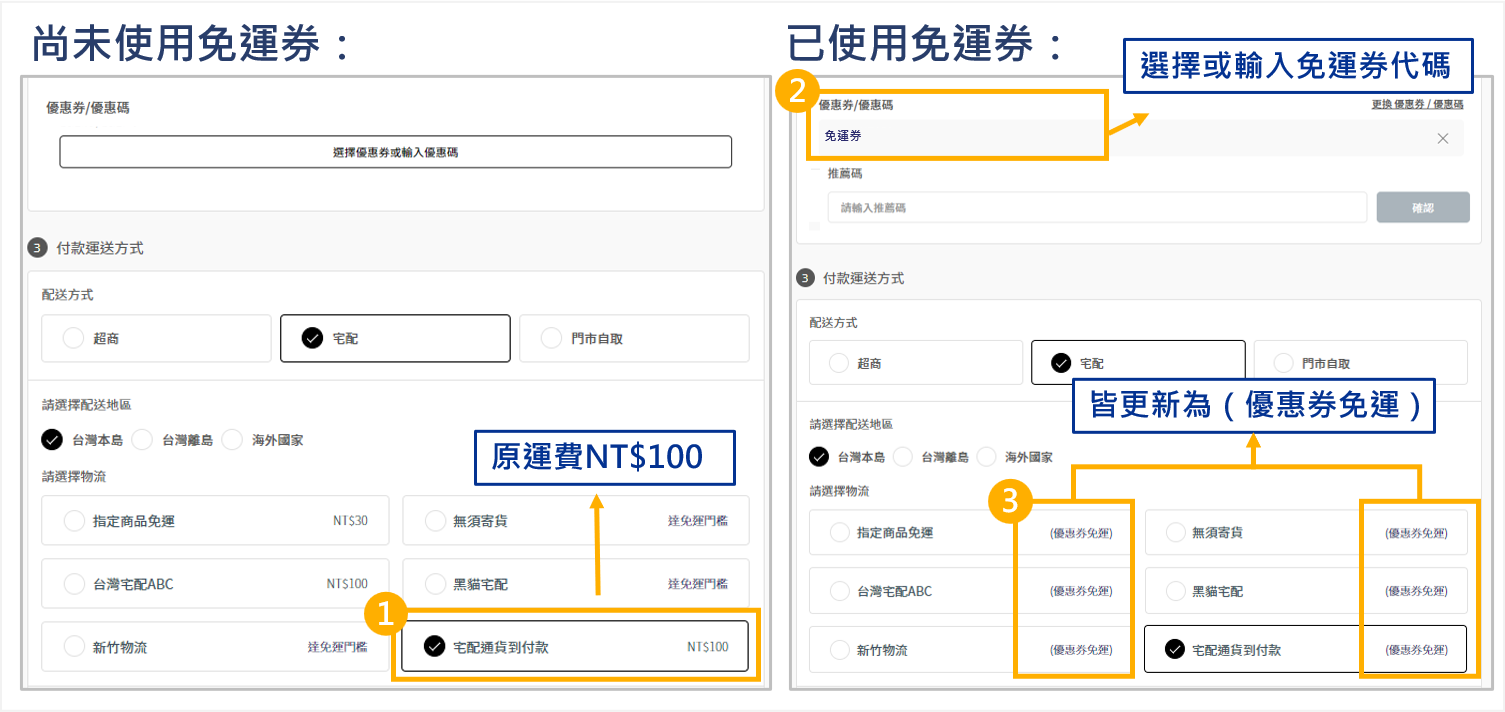 尚未使用免運券：
優惠券/優惠碼
選擇優惠券或輸入優惠碼
3 付款運送方式
配送方式
超商
宅配
門市自取
請選擇配送地區
台灣本島
台灣離島
海外國家
原運費NT$100
請選擇物流
指定商品免運 NT$30
無須寄貨 達免運門檻
台灣宅配ABC NT$100
黑貓宅配 達免運門檻
1
新竹物流 達免運門檻
宅配通貨到付款 NT$100
已使用免運券：
選擇或輸入免運券代碼
2
優惠券/優惠碼
更換 優惠券 / 優惠碼
免運券
推薦碼
請輸入推薦碼
確認
3 付款運送方式
配送方式
超商
宅配
門市自取
皆更新為（優惠券免運）
請選擇配送地區
台灣本島
台灣離島
海外國家
請選擇物流
3
指定商品免運 (優惠券免運)
無須寄貨 (優惠券免運)
台灣宅配ABC (優惠券免運)
黑貓宅配 (優惠券免運)
新竹物流 (優惠券免運)
宅配通貨到付款 (優惠券免運)